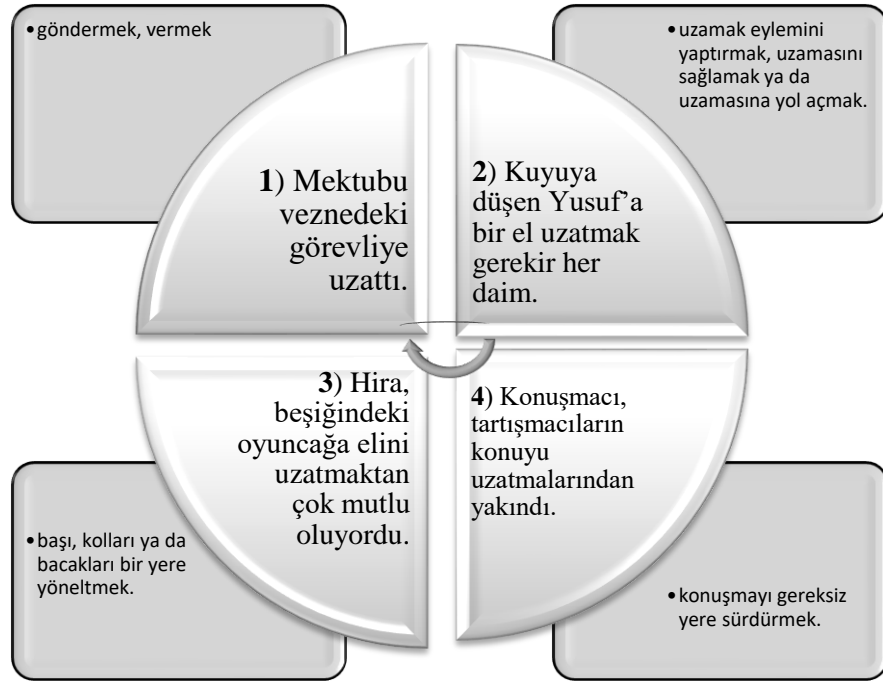 •göndermek, vermek
•uzamak eylemini
yaptırmak, uzamasını
sağlamak ya da
uzamasına yol açmak.
1) Mektubu
veznedeki
görevliye
uzattı.
2) Kuyuya
düşen Yusuf’a
bir el uzatmak
gerekir her
daim.
3) Hira,
beşiğindeki
oyuncağa elini
uzatmaktan
çok mutlu
oluyordu.
4) Konuşmacı,
tartışmacıların
konuyu
uzatmalarından
yakındı.
•başı, kolları ya da
bacakları bir yere
yöneltmek.
•konuşmayı gereksiz
yere sürdürmek.